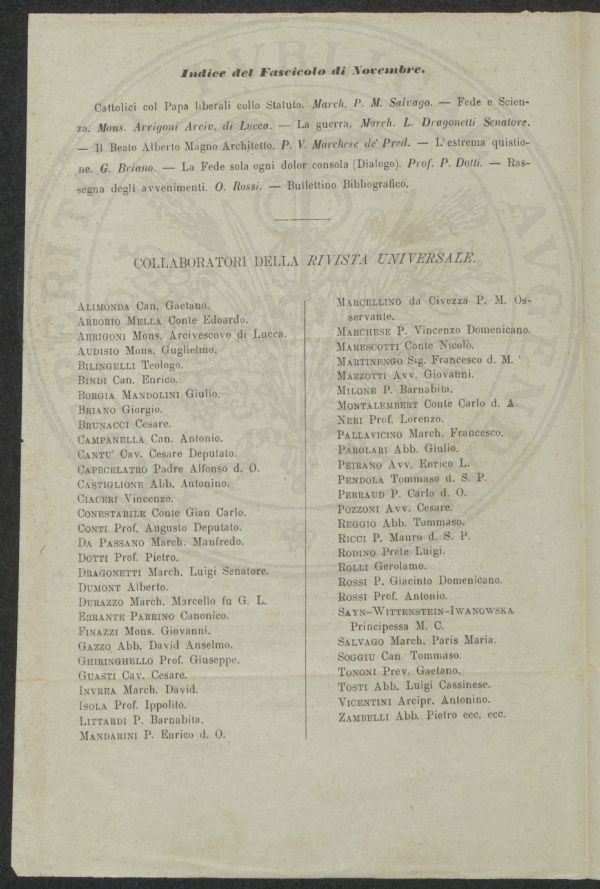 Indice del Fascicolo di Novembre.
Cattolici col Papa liberali collo Statuto. March. P. M. Salvago. — Fede e Scien-
za. Mons. Arrigoni Arciv. di Lucca. — La guerra. March. L. Dragonetti Senatore.
— Il Beato Alberto Magno Architetto. P. V. Marchese de' Pred. — L'estrema quistio-
ne. G. Briano. — La Fede sola ogni dolor consola (Dialogo). Prof. P. Dotti. — Ras-
segna degli avvenimenti. O. Rossi. — Bullettino Bibliografico.
COLLABORATORI DELLA RIVISTA UNIVERSALE.
ALIMONDA Can. Gaetano.
ARBORIO MELLA Conte Edoardo.
ARRIGONI Mons. Arcivescovo di Lucca.
AUDISIO Mons. Guglielmo.
BILINGELLI Teologo.
BINDI Can. Enrico.
BORGIA MANDOLINI Giulio.
BRIANO Giorgio.
BRUNACCI Cesare.
CAMPANELLA Can. Antonio.
CANTU' Cav. Cesare Deputato.
CAPECELATRO Padre Alfonso d. O.
CASTIGLIONE Abb. Antonino.
CIACERI Vincenzo.
CONESTABILE Conte Gian Carlo.
CONTI Prof. Augusto Deputato.
DA PASSANO March. Manfredo.
DOTTI Prof. Pietro.
DRAGONETTI March. Luigi Senatore.
DUMONT Alberto.
DURAZZO March. Marcello fu G. L.
ERRANTE PARRINO Canonico.
FINAZZI Mons. Giovanni.
GAZZO Abb. David Anselmo.
GHIRINGHELLO Prof. Giuseppe.
GUASTI Cav. Cesare.
INVREA March. David.
ISOLA Prof. Ippolito.
LITTARDI P. Barnabita.
MANDARINI P. Enrico d. O.
MARCELLINO da Civezza P. M. Os-
servante.
MARCHESE P. Vincenzo Domenicano.
MARESCOTTI Conte Nicolò.
MARTINENGO Sig. Francesco d. M.
MAZZOTTI Avv. Giovanni.
MILONE P. Barnabita.
MONTALEMBERT Conte Carlo d. A.
NERI Prof. Lorenzo.
PALLAVICINO March. Francesco.
PAROLARI Abb. Giulio.
PEIRANO Avv. Enrico L.
PENDOLA Tommaso d. S. P.
PERRAUD P. Carlo d. O.
POZZONI Avv. Cesare.
REGGIO Abb. Tommaso.
RICCI P. Mauro d. S. P.
RODINO Prete Luigi.
ROLLI Gerolamo.
ROSSI P. Giacinto Domenicano.
ROSSI Prof. Antonio.
SAYN-WITTENSTEIN-IWANOWSKA
Principessa M. C.
SALVAGO March. Paris Maria.
SOGGIU Can. Tommaso.
TONONI Prev. Gaetano.
TOSTI Abb. Luigi Cassinese.
VICENTINI Arcipr. Antonino.
ZAMBELLI Abb. Pietro ecc. ecc.